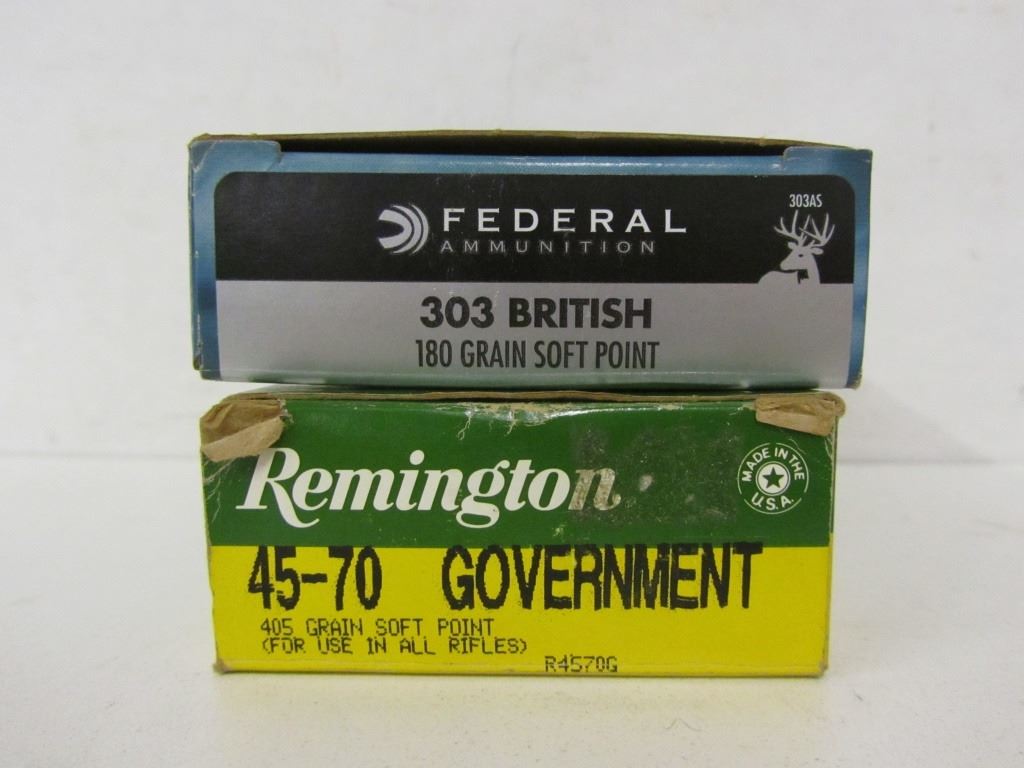 303AS
FEDERAL
AMMUNITION
303 BRITISH
180 GRAIN SOFT POINT
Remington
MADE IN THE
U.S.A.
45-70 GOVERNMENT
405 GRAIN SOFT POINT
(FOR USE IN ALL RIFLES)
R4570G